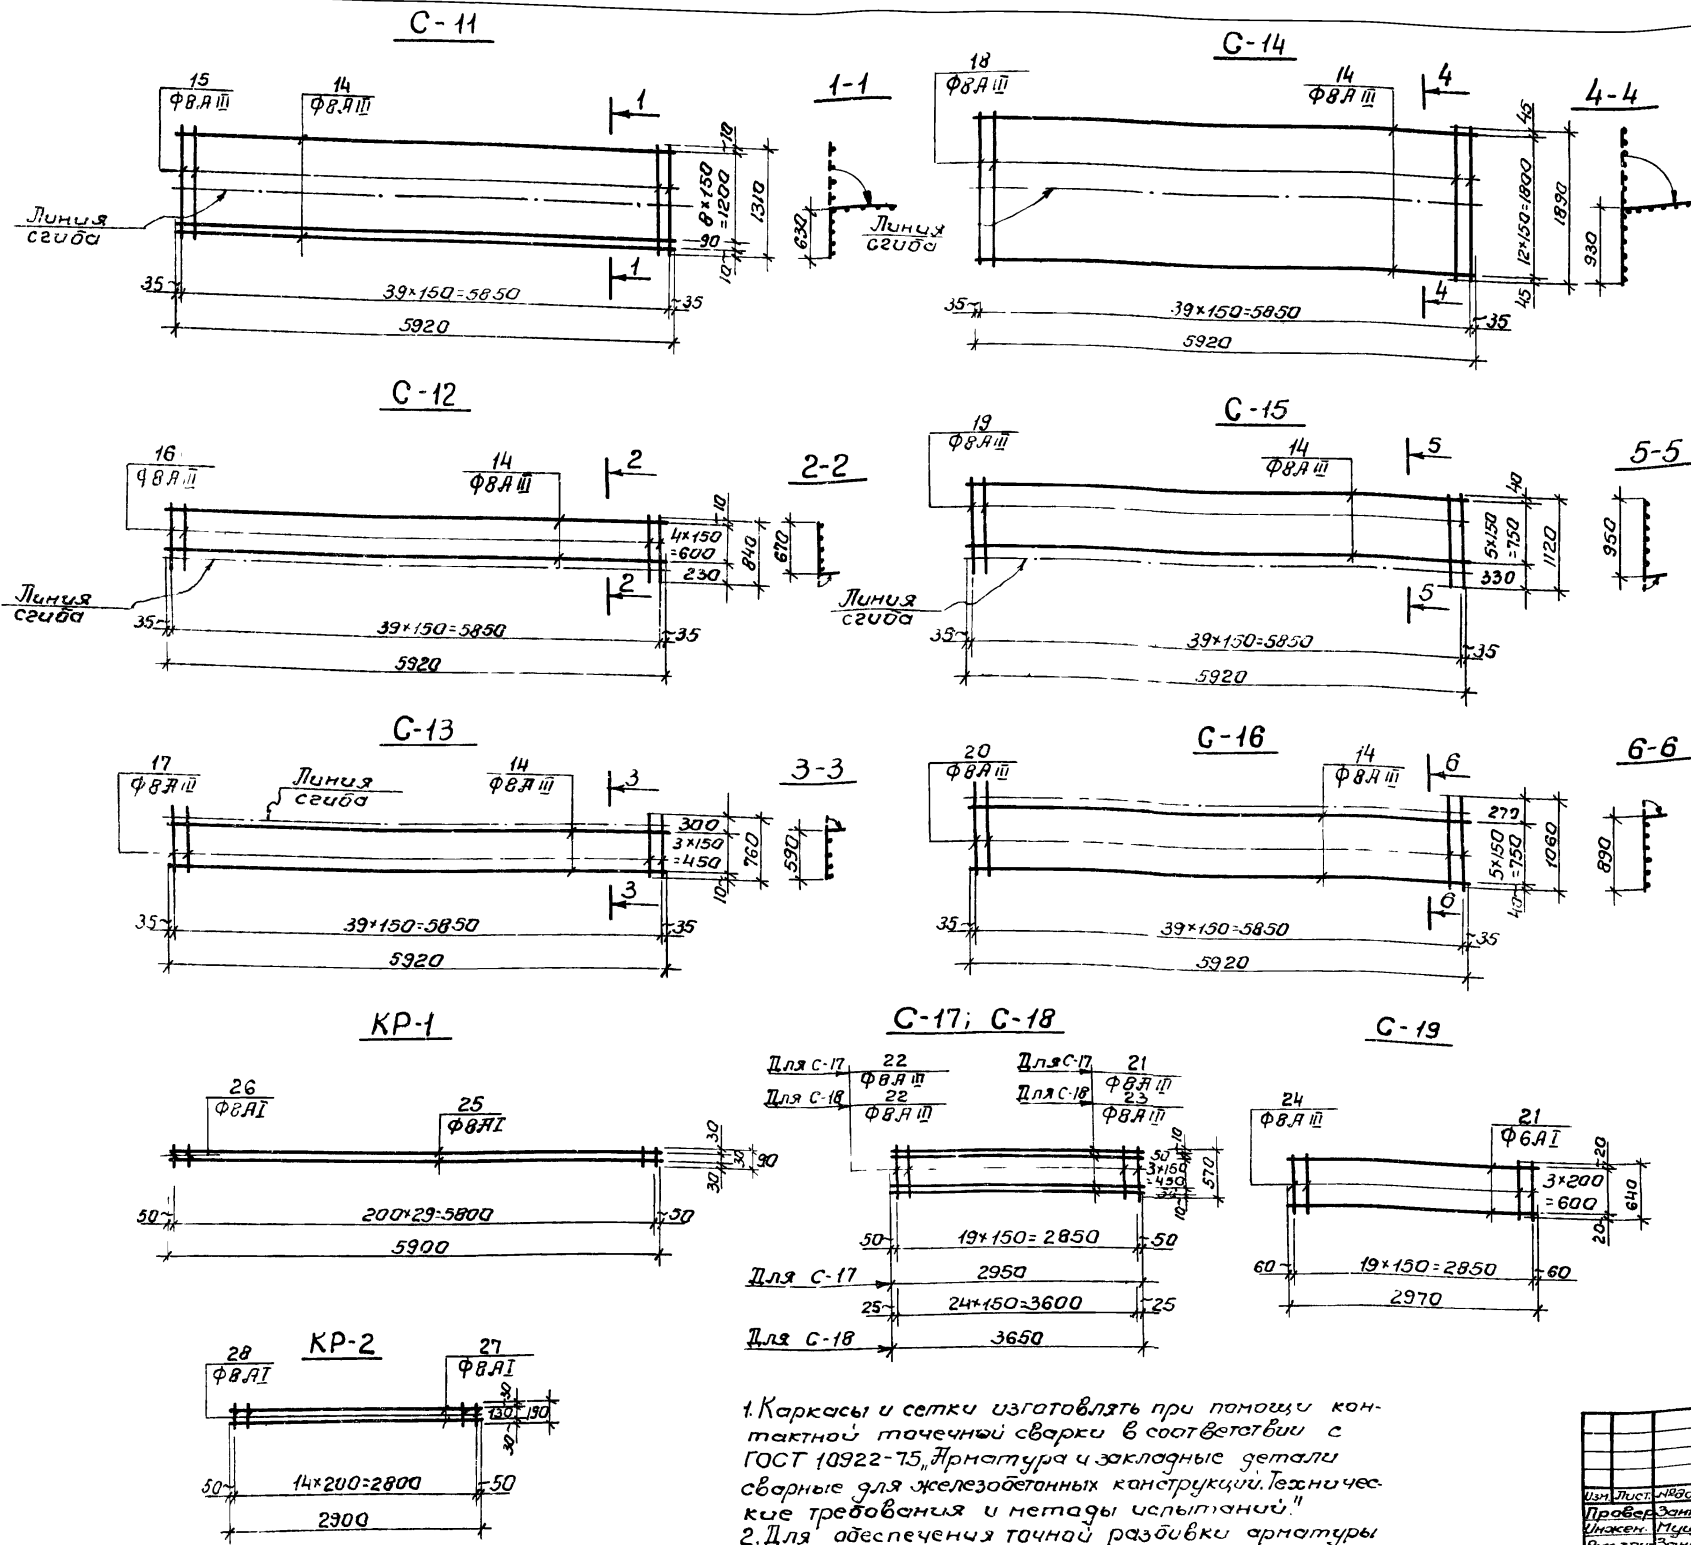 С-11
15
Ф8АIII
14
Ф8АIII
1
1-1
10
8×150
=1200
1310
90
10
630
Линия
сгиба
1
35
39×150=5850
35
5920
С-14
18
Ф8АIII
14
Ф8АIII
4
4-4
45
12×150=1800
1890
45
930
Линия
сгиба
4
35
39×150=5850
35
5920
С-12
16
Ф8АIII
14
Ф8АIII
2
2-2
10
4×150
=600
840
230
670
Линия
сгиба
2
35
39×150=5850
35
5920
С-15
19
Ф8АIII
14
Ф8АIII
5
5-5
40
5×150
=750
1120
330
950
Линия
сгиба
5
35
39×150=5850
35
5920
С-13
17
Ф8АIII
Линия
сгиба
14
Ф8АIII
3
3-3
300
3×150
=450
760
10
590
3
35
39×150=5850
35
5920
С-16
20
Ф8АIII
14
Ф8АIII
6
6-6
270
5×150
=750
1060
40
890
6
35
39×150=5850
35
5920
КР-1
26
Ф8АI
25
Ф8АI
30
30
30
90
50
200×29=5800
50
5900
С-17; С-18
Для С-17
22
Ф8АIII
Для С-18
22
Ф8АIII
Для С-17
21
Ф8АIII
Для С-18
23
Ф8АIII
10
50
3×150
=450
50
10
570
50
19×150=2850
50
Для С-17
2950
25
24×150=3600
25
Для С-18
3650
С-19
24
Ф8АIII
21
Ф6АI
20
3×200
=600
640
20
60
19×150=2850
60
2970
КР-2
28
Ф8АI
27
Ф8АI
30
130
190
30
50
14×200=2800
50
2900
1. Каркасы и сетки изготовлять при помощи кон-
тактной точечной сварки в соответствии с
ГОСТ 10922-75 „Арматура и закладные детали
сварные для железобетонных конструкций. Техничес-
кие требования и методы испытаний."
2. Для обеспечения точной разбивки арматуры
Изм. Лист.
Провер.
Инжен.